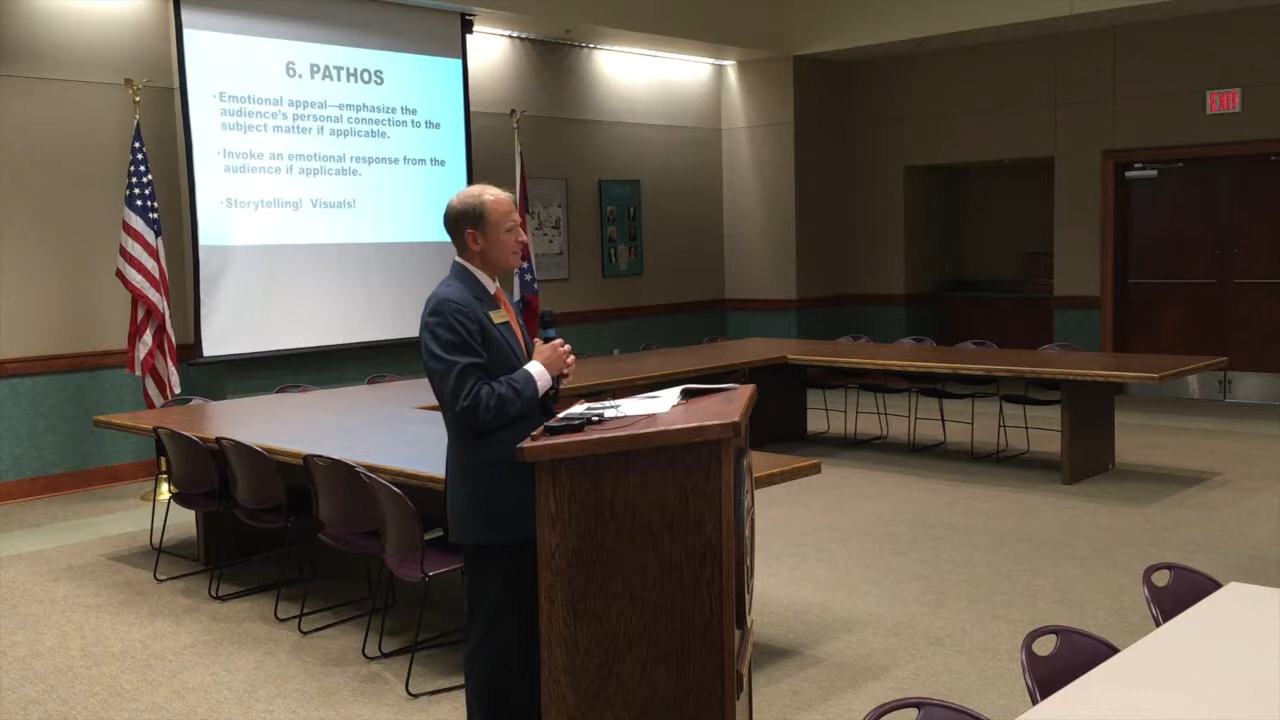 6. PATHOS
•Emotional appeal—emphasize the
audience's personal connection to the
subject matter if applicable.
•Invoke an emotional response from the
audience if applicable.
•Storytelling! Visuals!
EXIT